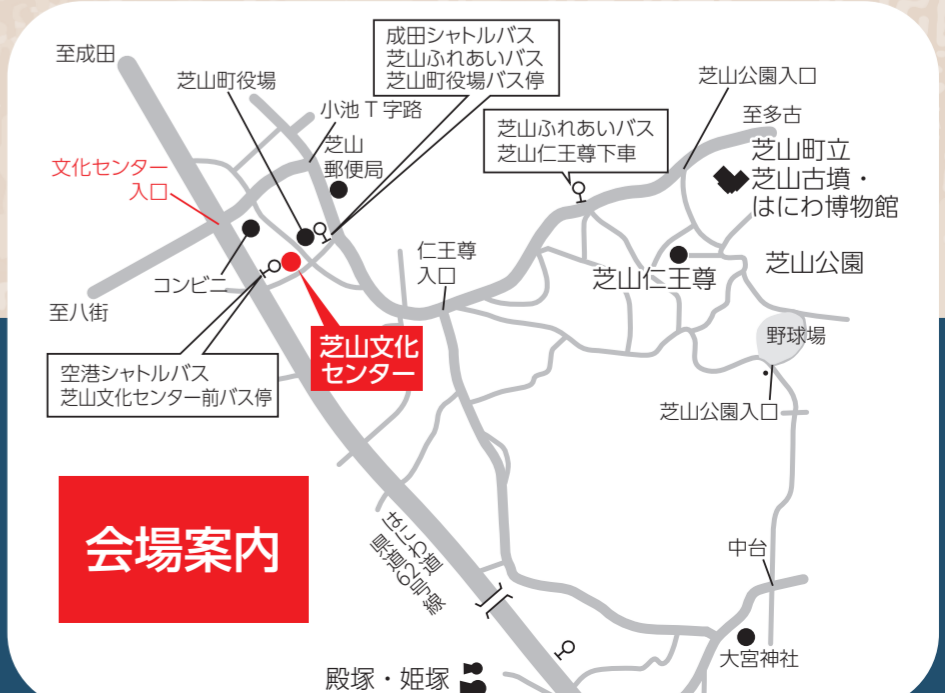 至成田
芝山町役場
成田シャトルバス
芝山ふれあいバス
芝山町役場バス停
小池T字路
芝山
郵便局
芝山ふれあいバス
芝山仁王尊下車
芝山公園入口
至多古
芝山町立
芝山古墳・
はにわ博物館
文化センター
入口
コンビニ
至八街
仁王尊
入口
芝山仁王尊
芝山公園
芝山文化
センター
野球場
空港シャトルバス
芝山文化センター前バス停
芝山公園入口
会場案内
はにわ道
県道62号線
中台
大宮神社
殿塚・姫塚